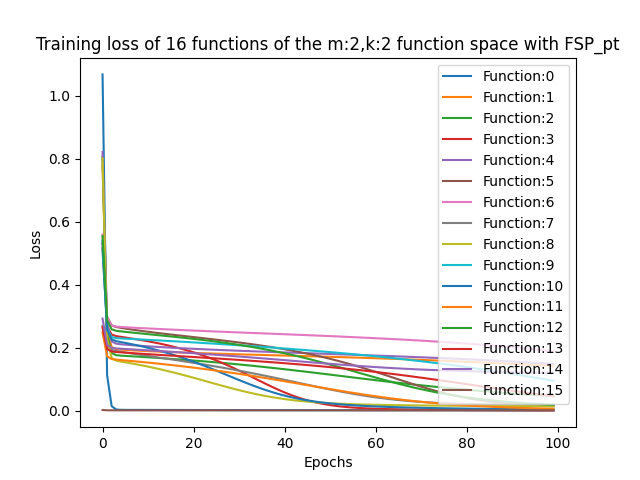 Training loss of 16 functions of the m:2,k:2 function space with FSP_pt
Loss
1.0
0.8
0.6
0.4
0.2
0.0
0
20
40
60
80
100
Epochs
Function:0
Function:1
Function:2
Function:3
Function:4
Function:5
Function:6
Function:7
Function:8
Function:9
Function:10
Function:11
Function:12
Function:13
Function:14
Function:15